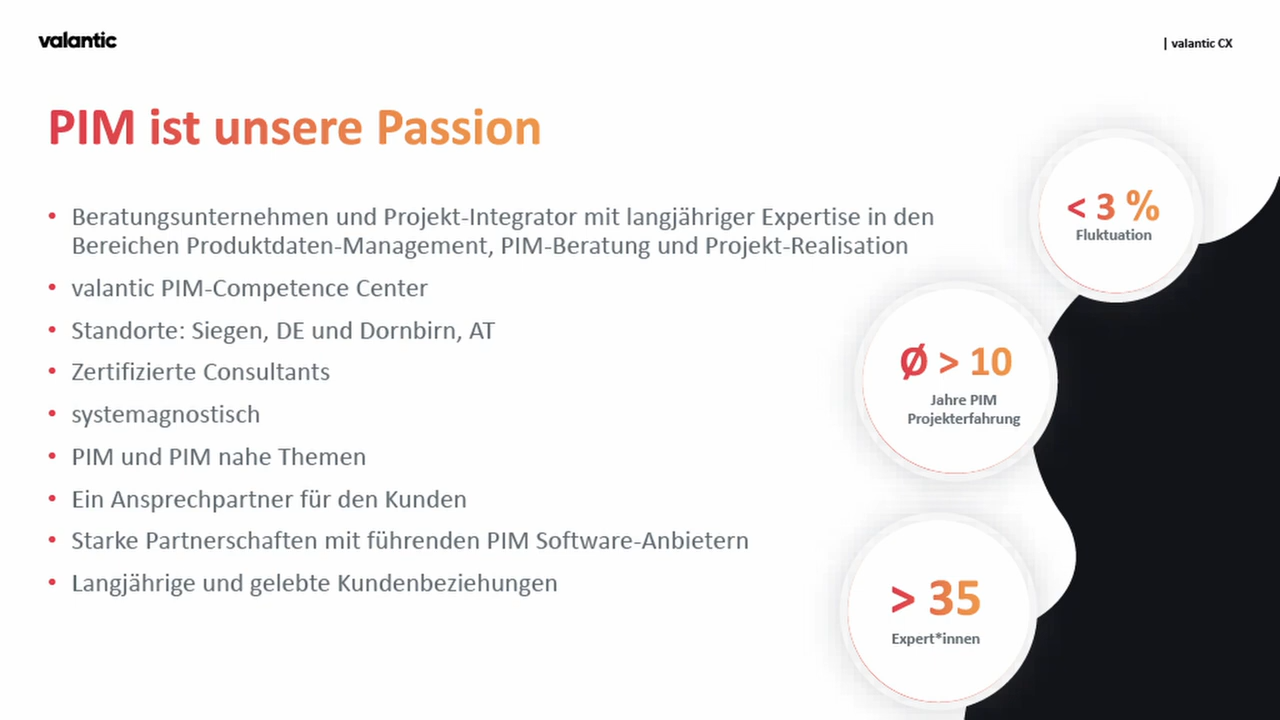 valantic
| valantic CX
PIM ist unsere Passion
• Beratungsunternehmen und Projekt-Integrator mit langjähriger Expertise in den
Bereichen Produktdaten-Management, PIM-Beratung und Projekt-Realisation
• valantic PIM-Competence Center
• Standorte: Siegen, DE und Dornbirn, AT
• Zertifizierte Consultants
• systemagnostisch
• PIM und PIM nahe Themen
• Ein Ansprechpartner für den Kunden
• Starke Partnerschaften mit führenden PIM Software-Anbietern
• Langjährige und gelebte Kundenbeziehungen
< 3 %
Fluktuation
Ø > 10
Jahre PIM
Projekterfahrung
> 35
Expert*innen